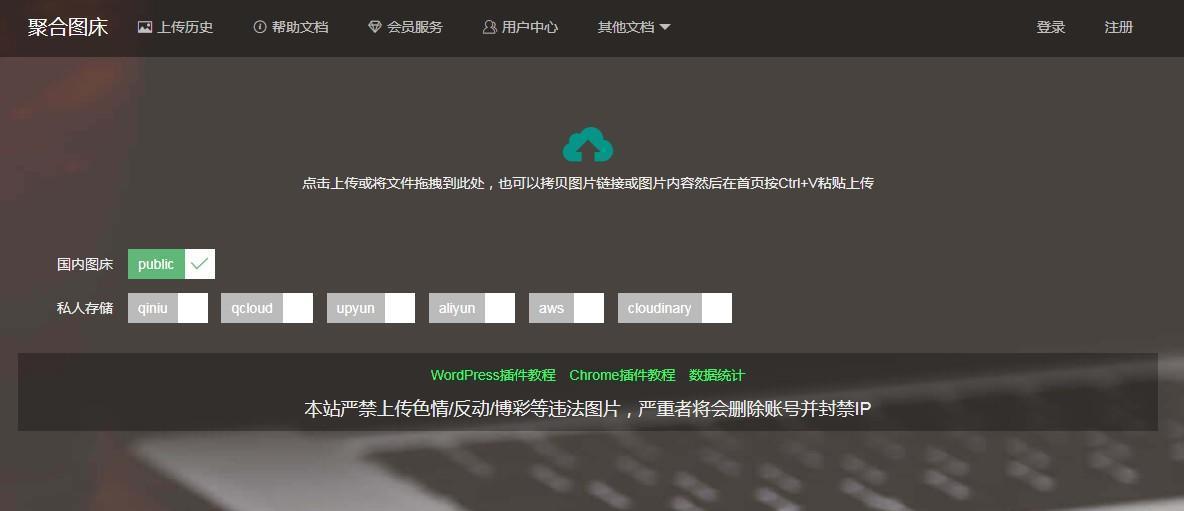 聚合图床 上传历史 帮助文档 会员服务 用户中心 其他文档 登录 注册
点击上传或将文件拖拽到此处，也可以拷贝图片链接或图片内容然后在首页按Ctrl+V粘贴上传
国内图床 public
私人存储 qiniu qcloud upyun aliyun aws cloudinary
WordPress插件教程 Chrome插件教程 数据统计
本站严禁上传色情/反动/博彩等违法图片，严重者将会删除账号并封禁IP